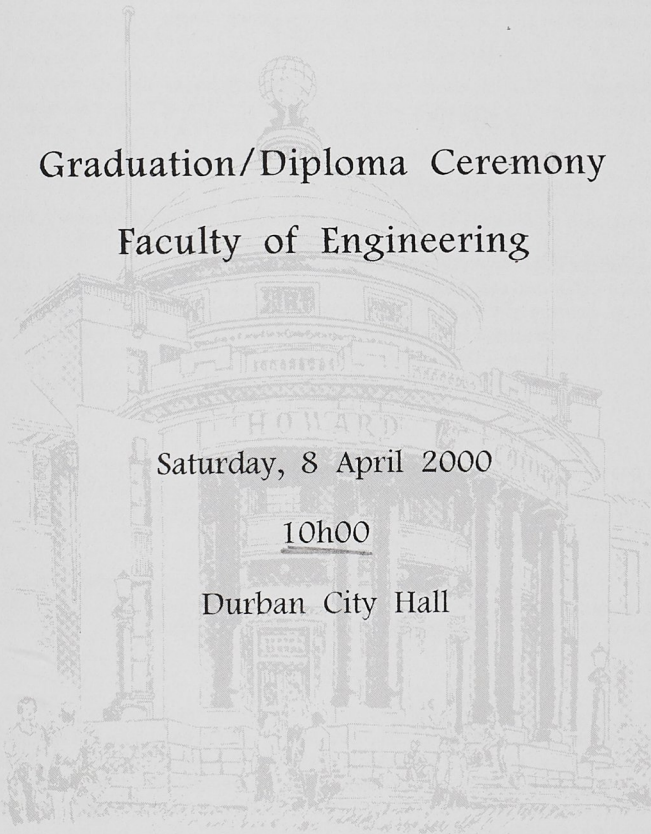 Graduation/Diploma Ceremony
Faculty of Engineering
HOWARD
Saturday, 8 April 2000
10h00
Durban City Hall